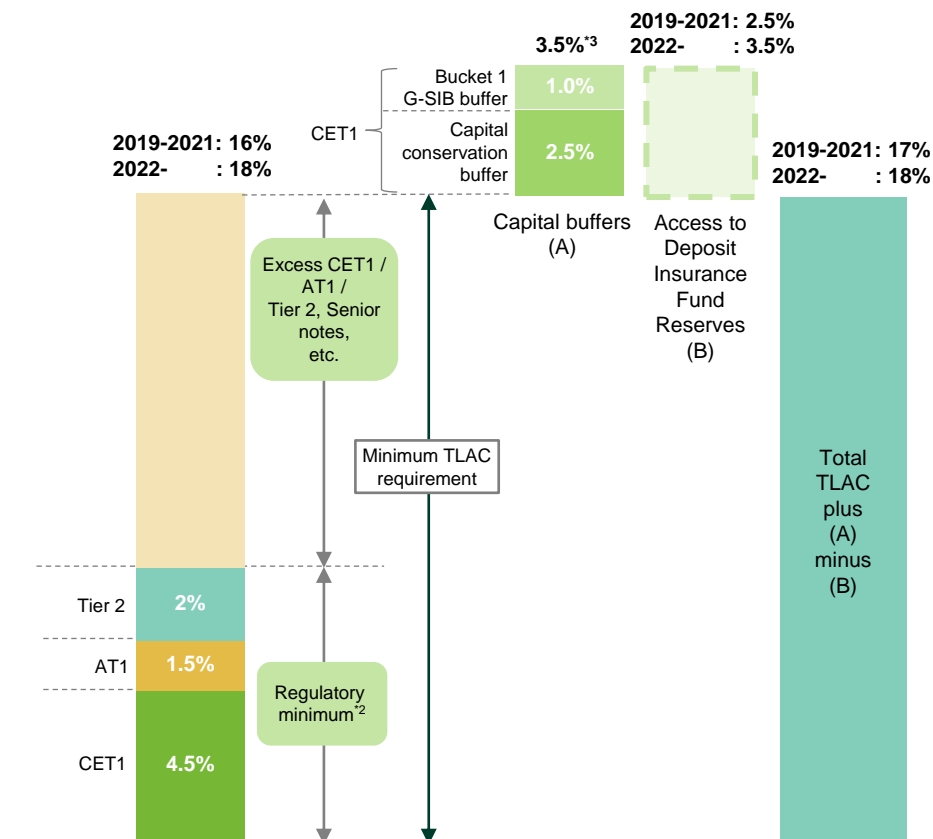 2019-2021: 2.5%
2022- : 3.5%
3.5%*3
Bucket 1
G-SIB buffer
1.0%
CET1
Capital
conservation
buffer
2.5%
2019-2021: 16%
2022- : 18%
2019-2021: 17%
2022- : 18%
Capital buffers
(A)
Access to
Deposit
Insurance
Fund
Reserves
(B)
Excess CET1 /
AT1 /
Tier 2, Senior
notes,
etc.
Minimum TLAC
requirement
Total
TLAC
plus
(A)
minus
(B)
Tier 2
2%
AT1
1.5%
Regulatory
minimum*2
CET1
4.5%